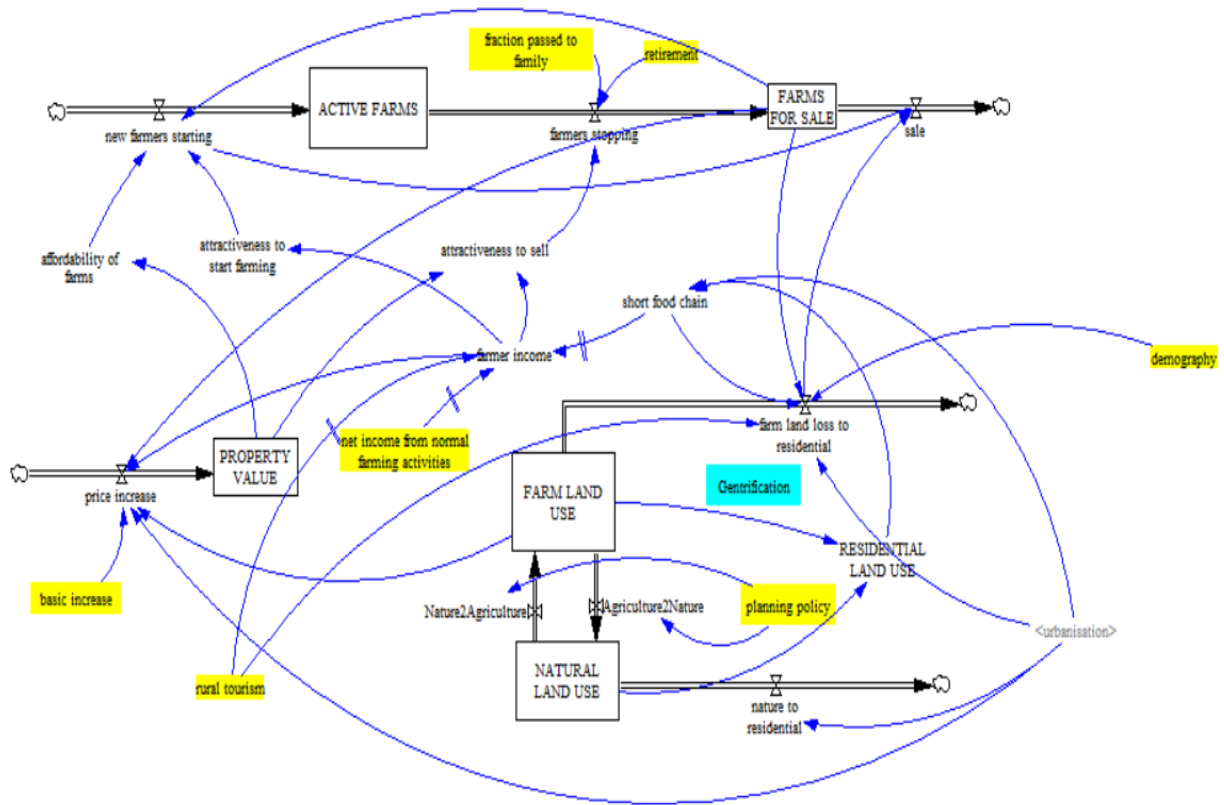 fraction passed to
family
retirement
ACTIVE FARMS
FARMS
FOR SALE
new farmers starting
farmers stopping
sale
affordability of
farms
attractiveness to
start farming
attractiveness to sell
short food chain
farmer income
demography
net income from normal
farming activities
farm land loss to
residential
PROPERTY
VALUE
price increase
FARM LAND
USE
Gentrification
RESIDENTIAL
LAND USE
basic increase
Nature2Agriculture
Agriculture2Nature
planning policy
<urbanisation>
rural tourism
NATURAL
LAND USE
nature to
residential